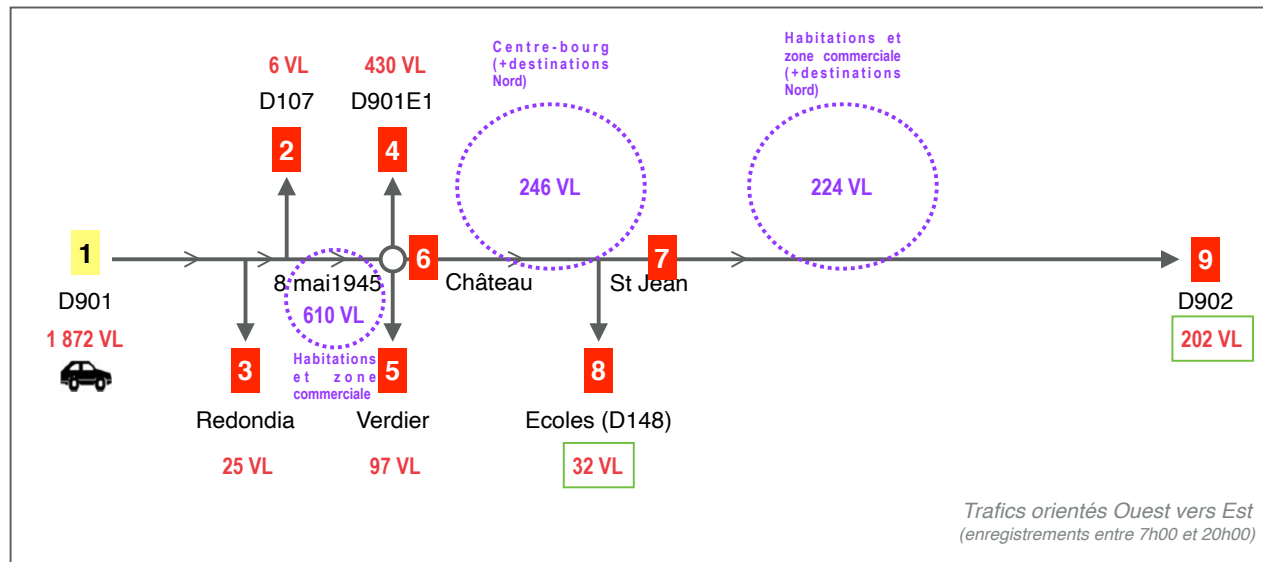 Centre-bourg
(+destinations
Nord)
Habitations et
zone commerciale
(+destinations
Nord)
6 VL
430 VL
D107
D901E1
2
4
246 VL
224 VL
1
6
7
9
8 mai1945
Château
St Jean
D901
D902
610 VL
1 872 VL
202 VL
Habitations
et zone
commerciale
3
5
8
Redondia
Verdier
Ecoles (D148)
25 VL
97 VL
32 VL
Trafics orientés Ouest vers Est
(enregistrements entre 7h00 et 20h00)